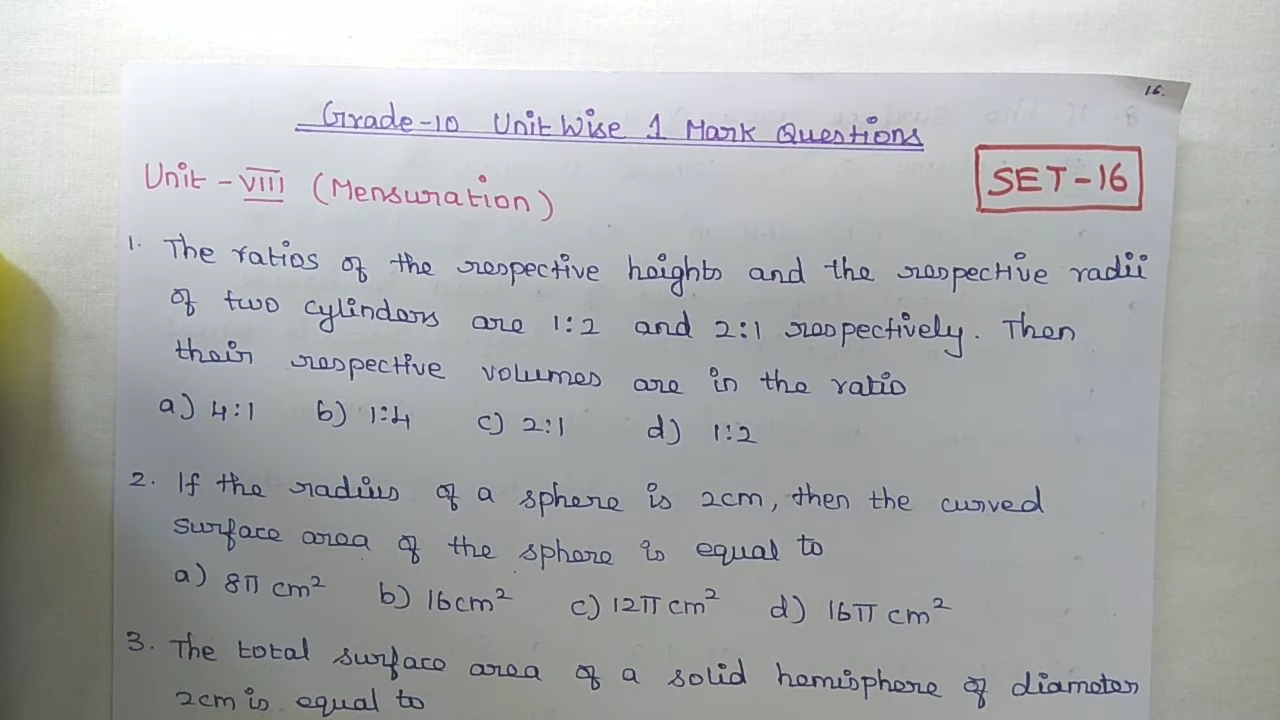 16.
Grade-10 Unit Wise 1 Mark Questions
SET-16
Unit - VIII (Mensuration)
1. The ratios of the respective heights and the respective radii
of two cylinders are 1:2 and 2:1 respectively. Then
their respective volumes are in the ratio
a) 4:1 b) 1:4 c) 2:1 d) 1:2
2. If the radius of a sphere is 2cm, then the curved
surface area of the sphere is equal to
a) 8π cm² b) 16cm² c) 12π cm² d) 16π cm²
3. The total surface area of a solid hemisphere of diameter
2cm is equal to